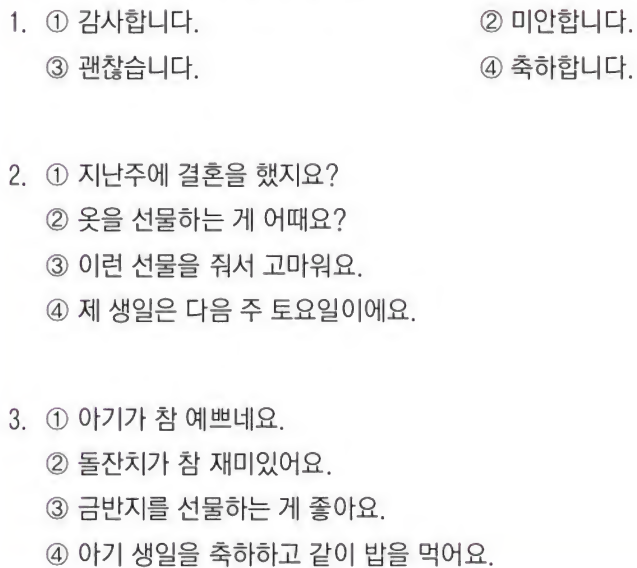 1. ① 감사합니다. ② 미안합니다.
③ 괜찮습니다. ④ 축하합니다.
2. ① 지난주에 결혼을 했지요?
② 옷을 선물하는 게 어때요?
③ 이런 선물을 줘서 고마워요.
④ 제 생일은 다음 주 토요일이에요.
3. ① 아기가 참 예쁘네요.
② 돌잔치가 참 재미있어요.
③ 금반지를 선물하는 게 좋아요.
④ 아기 생일을 축하하고 같이 밥을 먹어요.